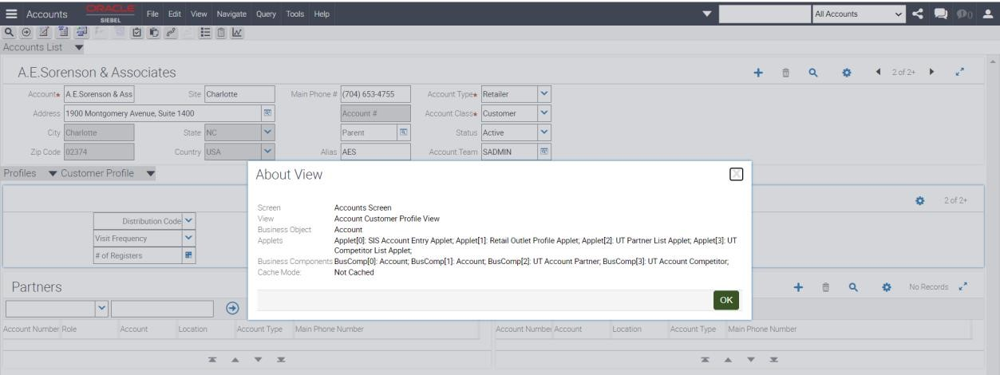 Accounts ORACLE SIEBEL File Edit View Navigate Query Tools Help All Accounts 0
Accounts List
A.E.Sorenson & Associates 2 of 2+
Account* A.E.Sorenson & Ass Site Charlotte Main Phone # (704) 653-4755 Account Type* Retailer
Address 1900 Montgomery Avenue, Suite 1400 Account # Account Class* Customer
City Charlotte State NC Parent Status Active
Zip Code 02374 Country USA Alias AES Account Team SADMIN
Profiles Customer Profile
About View X
2 of 2+
Screen Accounts Screen
Distribution Code View Account Customer Profile View
Business Object Account
Visit Frequency Applets Applet[0]: SIS Account Entry Applet; Applet[1]: Retail Outlet Profile Applet; Applet[2]: UT Partner List Applet; Applet[3]: UT
Competitor List Applet;
# of Registers Business Components BusComp[0]: Account; BusComp[1]: Account; BusComp[2]: UT Account Partner; BusComp[3]: UT Account Competitor;
Cache Mode: Not Cached
Partners No Records
OK
Account Number Role Account Location Account Type Main Phone Number Account Number Account Location Account Type Main Phone Number